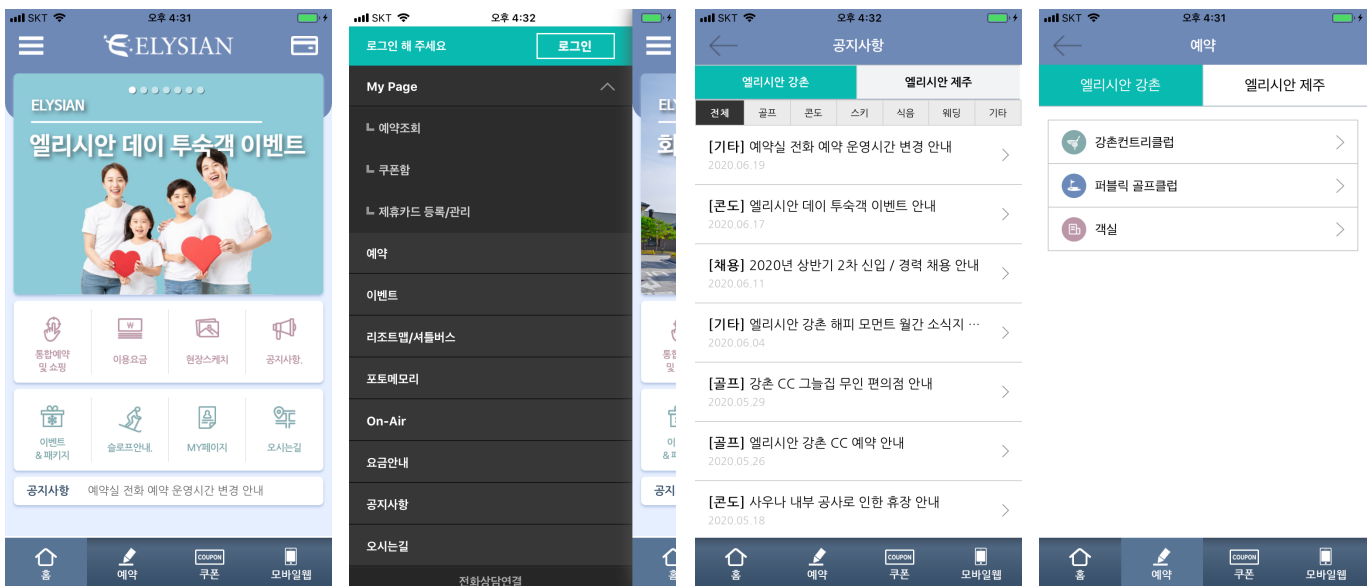 SKT 오후 4:31
ELYSIAN
ELYSIAN
엘리시안 데이 투숙객 이벤트
통합예약
및 쇼핑
이용요금
현장스케치
공지사항.
이벤트
& 패키지
슬로프안내.
MY페이지
오시는길
공지사항 예약실 전화 예약 운영시간 변경 안내
홈
예약
COUPON
쿠폰
모바일웹
SKT 오후 4:32
로그인 해 주세요
로그인
My Page
ㄴ 예약조회
ㄴ 쿠폰함
ㄴ 제휴카드 등록/관리
예약
이벤트
리조트맵/셔틀버스
포토메모리
On-Air
요금안내
공지사항
오시는길
전화상담연결
공지
SKT 오후 4:32
공지사항
엘리시안 강촌
엘리시안 제주
전체 골프 콘도 스키 식음 웨딩 기타
[기타] 예약실 전화 예약 운영시간 변경 안내
2020.06.19
[콘도] 엘리시안 데이 투숙객 이벤트 안내
2020.06.17
[채용] 2020년 상반기 2차 신입 / 경력 채용 안내
2020.06.11
[기타] 엘리시안 강촌 해피 모먼트 월간 소식지 …
2020.06.04
[골프] 강촌 CC 그늘집 무인 편의점 안내
2020.05.29
[골프] 엘리시안 강촌 CC 예약 안내
2020.05.26
[콘도] 사우나 내부 공사로 인한 휴장 안내
2020.05.18
홈
예약
COUPON
쿠폰
모바일웹
SKT 오후 4:31
예약
엘리시안 강촌
엘리시안 제주
강촌컨트리클럽
퍼블릭 골프클럽
객실
홈
예약
COUPON
쿠폰
모바일웹